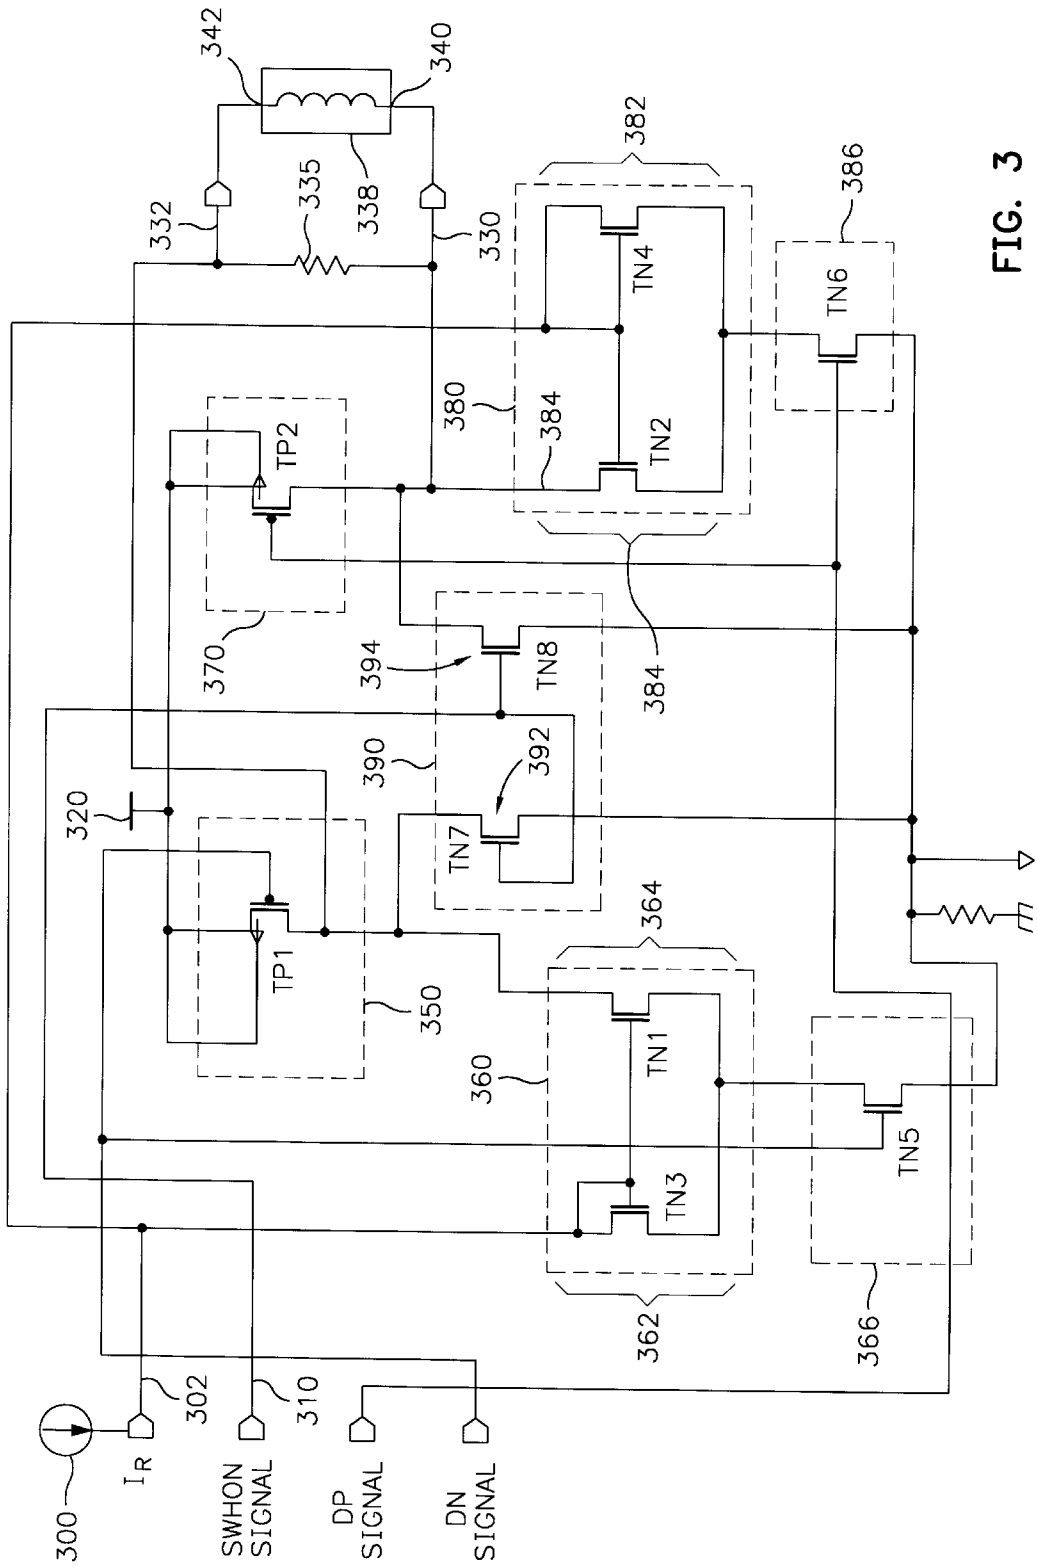 300
I_R
302
SWHON
SIGNAL
310
DP
SIGNAL
DN
SIGNAL
320
TP1
350
370
TP2
332
335
342
338
340
330
390
TN7
392
394
TN8
360
362
TN3
TN1
364
366
TN5
380
384
TN2
TN4
382
384
TN6
386
FIG. 3